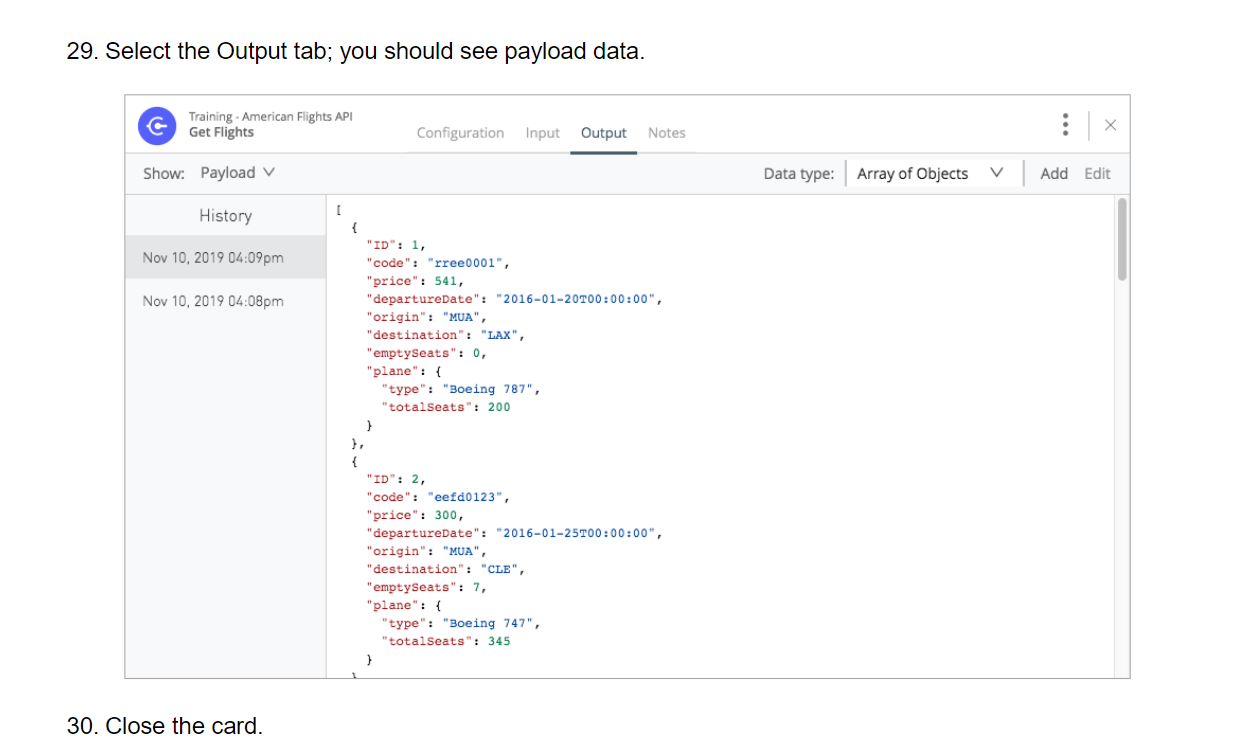 29. Select the Output tab; you should see payload data.
Training - American Flights API
Get Flights
Configuration Input Output Notes
Show: Payload Data type: Array of Objects Add Edit
History
Nov 10, 2019 04:09pm
Nov 10, 2019 04:08pm
[
{
"ID": 1,
"code": "rree0001",
"price": 541,
"departureDate": "2016-01-20T00:00:00",
"origin": "MUA",
"destination": "LAX",
"emptySeats": 0,
"plane": {
"type": "Boeing 787",
"totalSeats": 200
}
},
{
"ID": 2,
"code": "eefd0123",
"price": 300,
"departureDate": "2016-01-25T00:00:00",
"origin": "MUA",
"destination": "CLE",
"emptySeats": 7,
"plane": {
"type": "Boeing 747",
"totalSeats": 345
}
30. Close the card.